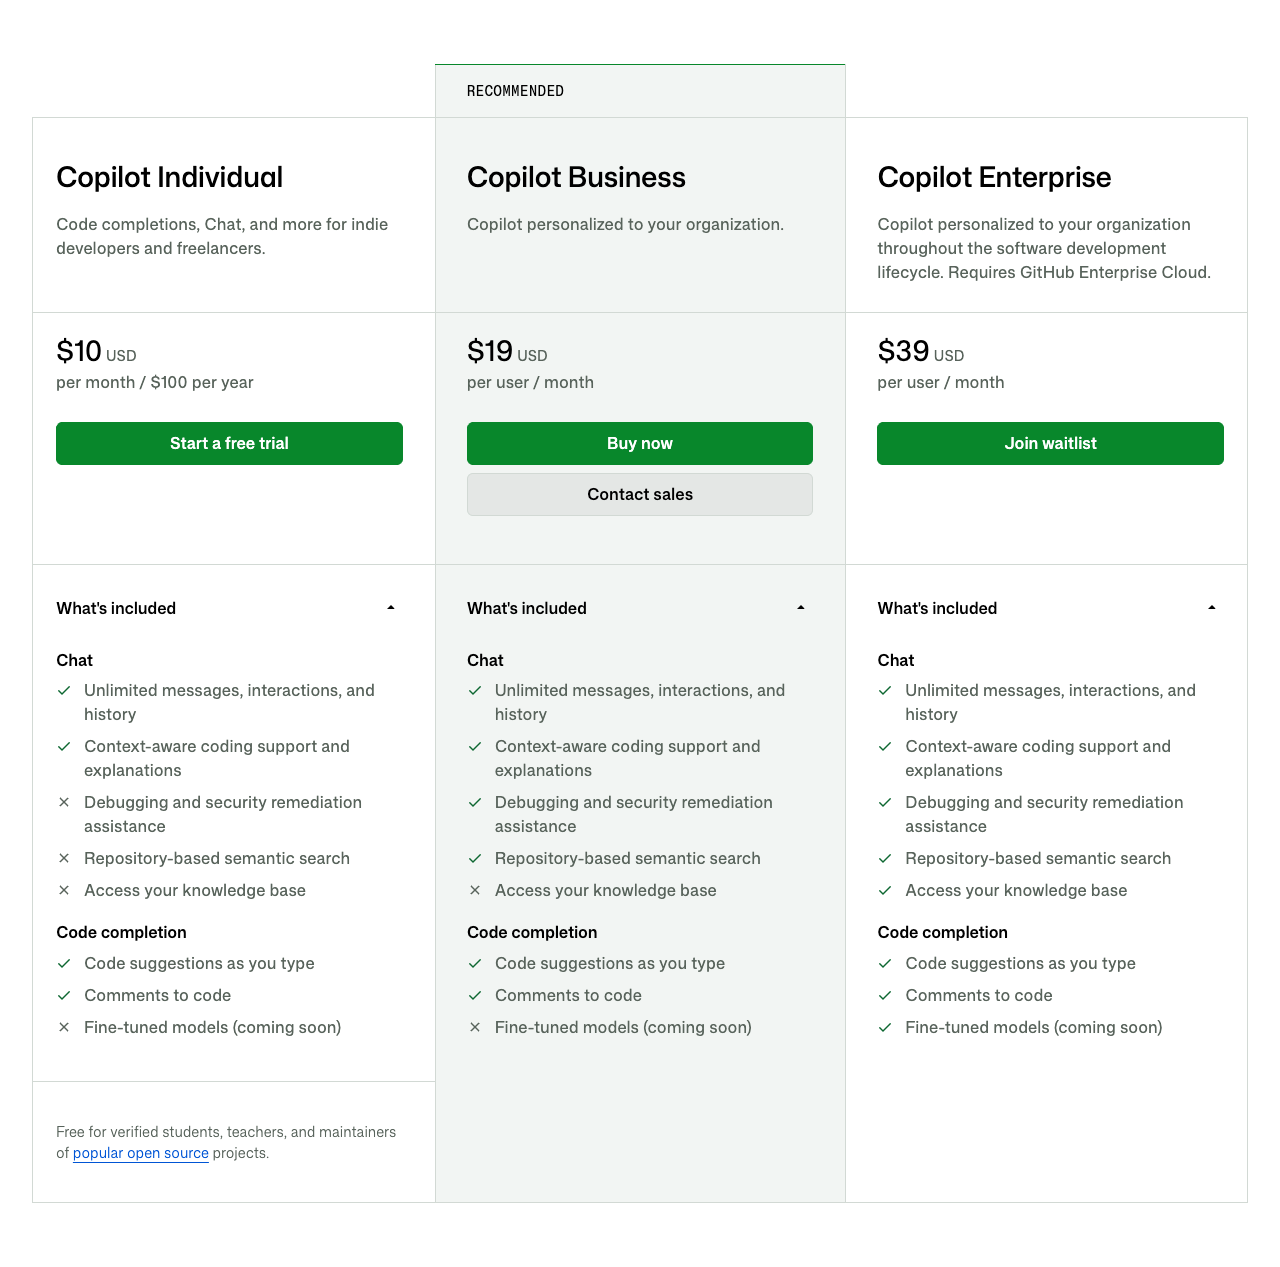 RECOMMENDED
Copilot Individual
Code completions, Chat, and more for indie
developers and freelancers.
$10 USD
per month / $100 per year
Start a free trial
What's included
Chat
Unlimited messages, interactions, and
history
Context-aware coding support and
explanations
Debugging and security remediation
assistance
Repository-based semantic search
Access your knowledge base
Code completion
Code suggestions as you type
Comments to code
Fine-tuned models (coming soon)
Free for verified students, teachers, and maintainers
of popular open source projects.
Copilot Business
Copilot personalized to your organization.
$19 USD
per user / month
Buy now
Contact sales
What's included
Chat
Unlimited messages, interactions, and
history
Context-aware coding support and
explanations
Debugging and security remediation
assistance
Repository-based semantic search
Access your knowledge base
Code completion
Code suggestions as you type
Comments to code
Fine-tuned models (coming soon)
Copilot Enterprise
Copilot personalized to your organization
throughout the software development
lifecycle. Requires GitHub Enterprise Cloud.
$39 USD
per user / month
Join waitlist
What's included
Chat
Unlimited messages, interactions, and
history
Context-aware coding support and
explanations
Debugging and security remediation
assistance
Repository-based semantic search
Access your knowledge base
Code completion
Code suggestions as you type
Comments to code
Fine-tuned models (coming soon)